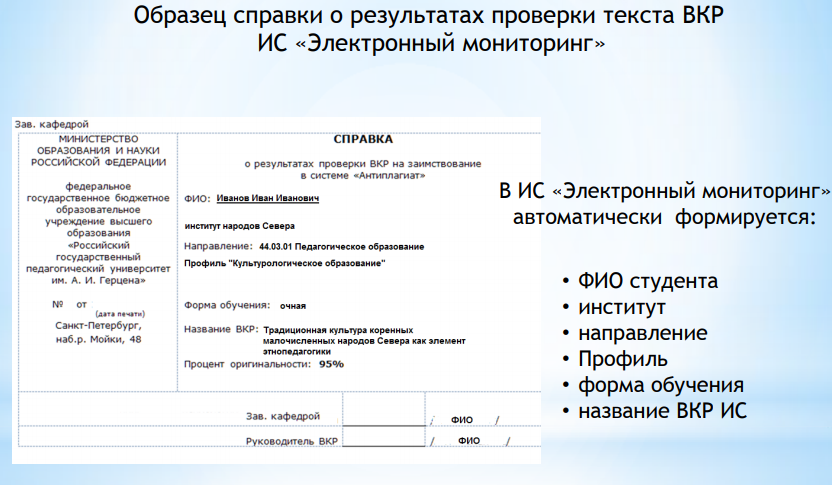 Образец справки о результатах проверки текста ВКР
ИС «Электронный мониторинг»
Зав. кафедрой
МИНИСТЕРСТВО
ОБРАЗОВАНИЯ И НАУКИ
РОССИЙСКОЙ ФЕДЕРАЦИИ
федеральное
государственное бюджетное
образовательное
учреждение высшего
образования
«Российский
государственный
педагогический университет
им. А. И. Герцена»
№ от
(дата печати)
Санкт-Петербург,
наб.р. Мойки, 48
СПРАВКА
о результатах проверки ВКР на заимствование
в системе «Антиплагиат»
ФИО: Иванов Иван Иванович
институт народов Севера
Направление: 44.03.01 Педагогическое образование
Профиль "Культурологическое образование"
Форма обучения: очная
Название ВКР: Традиционная культура коренных
малочисленных народов Севера как элемент
этнопедагогики
Процент оригинальности: 95%
Зав. кафедрой / ФИО /
Руководитель ВКР / ФИО /
В ИС «Электронный мониторинг»
автоматически формируется:
• ФИО студента
• институт
• направление
• Профиль
• форма обучения
• название ВКР ИС